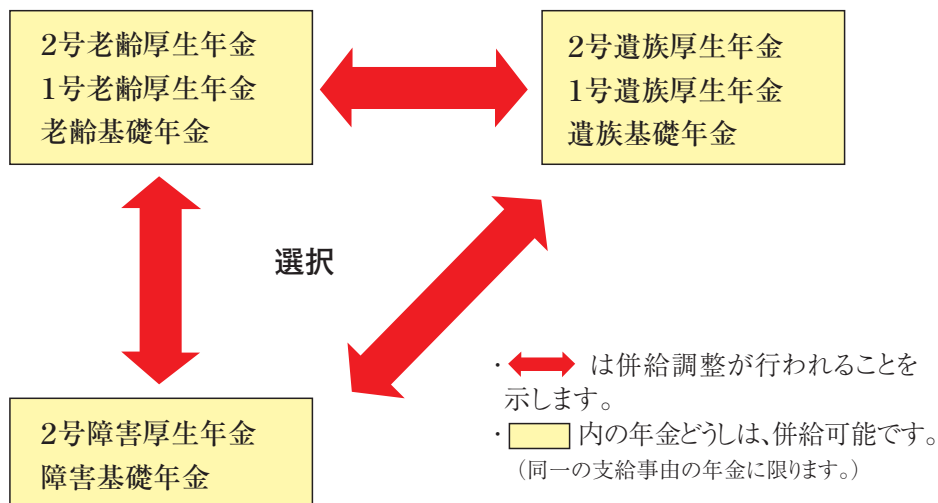 2号老齢厚生年金
1号老齢厚生年金
老齢基礎年金
2号遺族厚生年金
1号遺族厚生年金
遺族基礎年金
選択
2号障害厚生年金
障害基礎年金
・ は併給調整が行われることを
示します。
・ 内の年金どうしは、併給可能です。
（同一の支給事由の年金に限ります。）